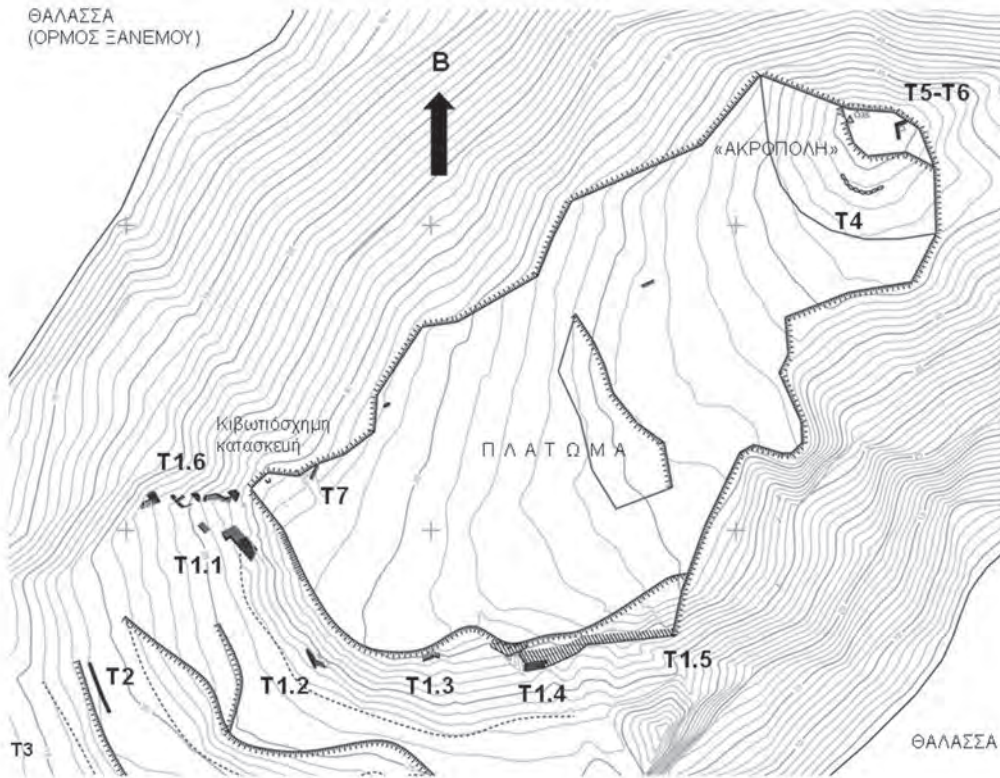 ΘΑΛΑΣΣΑ
(ΟΡΜΟΣ ΞΑΝΕΜΟΥ)
Β
Τ5-Τ6
«ΑΚΡΟΠΟΛΗ»
Τ4
Κιβωτιόσχημη
κατασκευή
ΠΛΑΤΩΜΑ
Τ1.6
Τ7
Τ1.1
Τ1.5
Τ2
Τ1.2
Τ1.3
Τ1.4
Τ3
ΘΑΛΑΣΣΑ